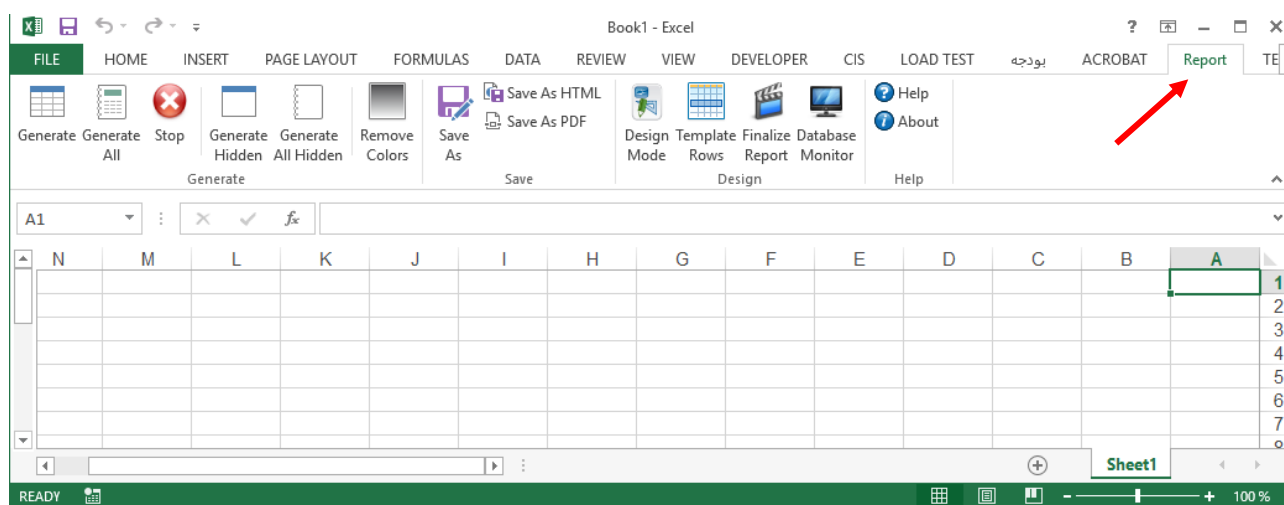 Book1 - Excel
FILE HOME INSERT PAGE LAYOUT FORMULAS DATA REVIEW VIEW DEVELOPER CIS LOAD TEST بودجه ACROBAT Report TE
Generate Generate All Stop Generate Hidden Generate All Hidden Remove Colors Save As Save As HTML Save As PDF Design Mode Template Rows Finalize Report Database Monitor Help About
Generate Save Design Help
A1 fx
N M L K J I H G F E D C B A
1
2
3
4
5
6
7
Sheet1
READY 100 %